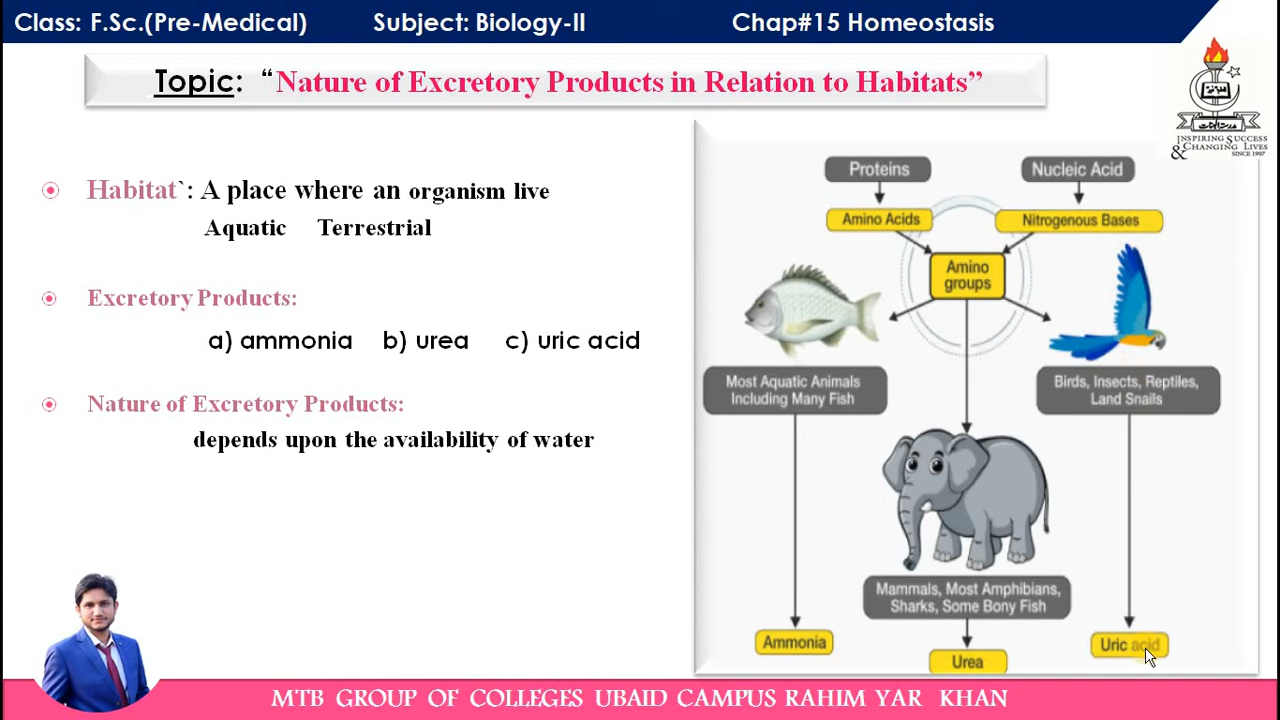 Class: F.Sc.(Pre-Medical) Subject: Biology-II Chap#15 Homeostasis
Topic: “Nature of Excretory Products in Relation to Habitats”
INSPIRING SUCCESS
& CHANGING LIVES
SINCE 1907
Habitat`: A place where an organism live
Aquatic Terrestrial
Excretory Products:
a) ammonia b) urea c) uric acid
Nature of Excretory Products:
depends upon the availability of water
Proteins
Nucleic Acid
Amino Acids
Nitrogenous Bases
Amino
groups
Most Aquatic Animals
Including Many Fish
Birds, Insects, Reptiles,
Land Snails
Mammals, Most Amphibians,
Sharks, Some Bony Fish
Ammonia
Urea
Uric acid
MTB GROUP OF COLLEGES UBAID CAMPUS RAHIM YAR KHAN